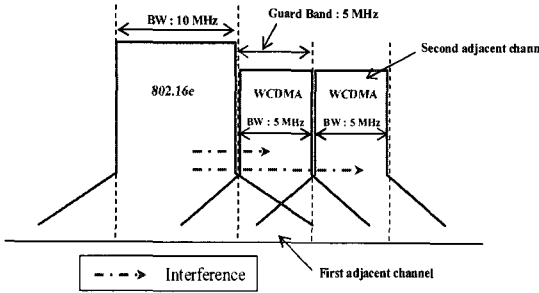 BW : 10 MHz
Guard Band : 5 MHz
Second adjacent chann
802.16e
WCDMA
WCDMA
BW : 5 MHz
BW : 5 MHz
Interference
First adjacent channel